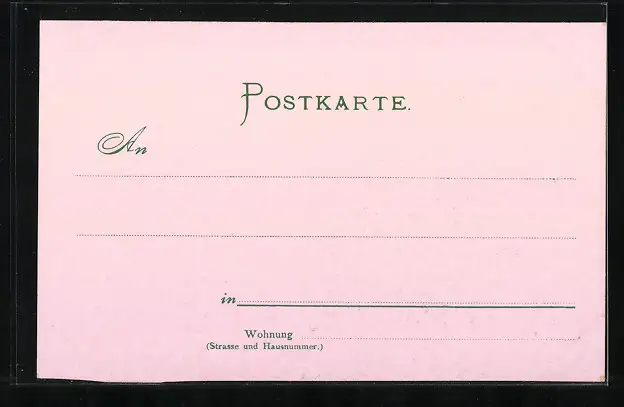 POSTKARTE.
An
in
Wohnung
(Strasse und Hausnummer.)